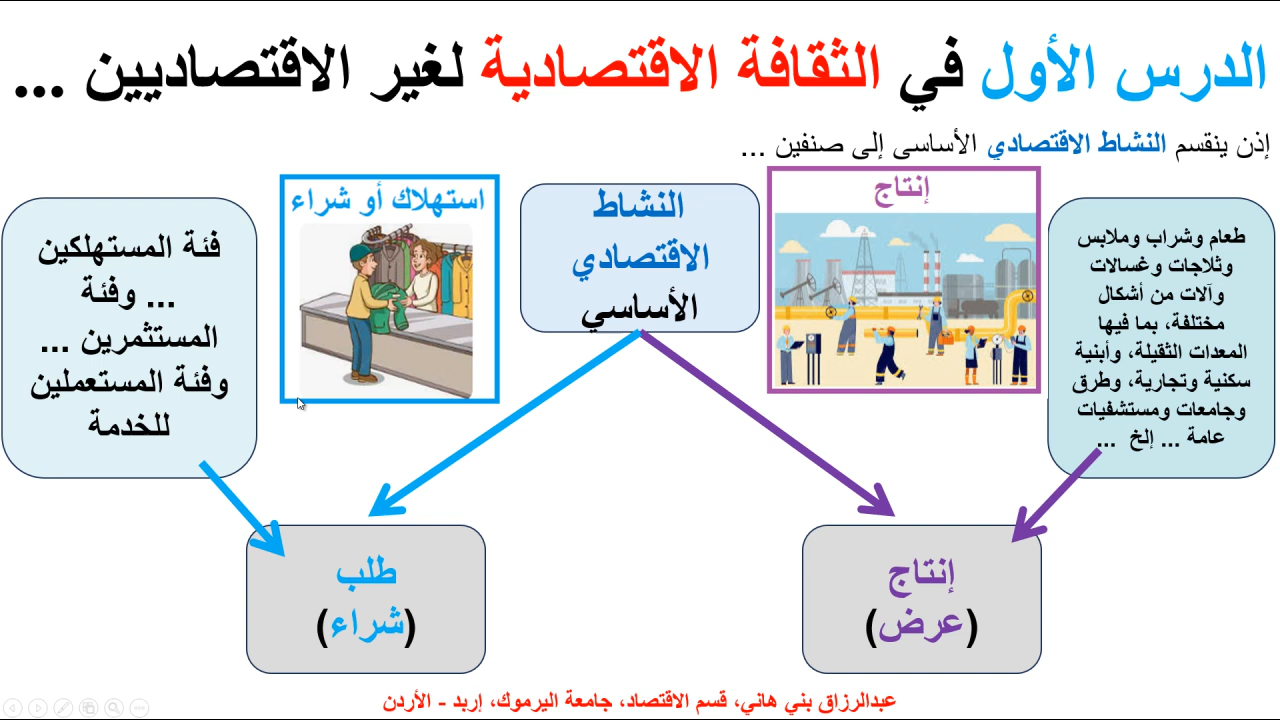 الدرس الأول في الثقافة الاقتصادية لغير الاقتصاديين ...
إذن ينقسم النشاط الاقتصادي الأساسى إلى صنفين ...
طعام وشراب وملابس
وثلاجات وغسالات
وآلات من أشكال
مختلفة، بما فيها
المعدات الثقيلة، وأبنية
سكنية وتجارية، وطرق
وجامعات ومستشفيات
عامة ... إلخ ...
إنتاج
النشاط
الاقتصادي
الأساسي
استهلاك أو شراء
فئة المستهلكين
... وفئة
المستثمرين ...
وفئة المستعملين
للخدمة
إنتاج
(عرض)
طلب
(شراء)
عبدالرزاق بني هاني، قسم الاقتصاد، جامعة اليرموك، إربد - الأردن